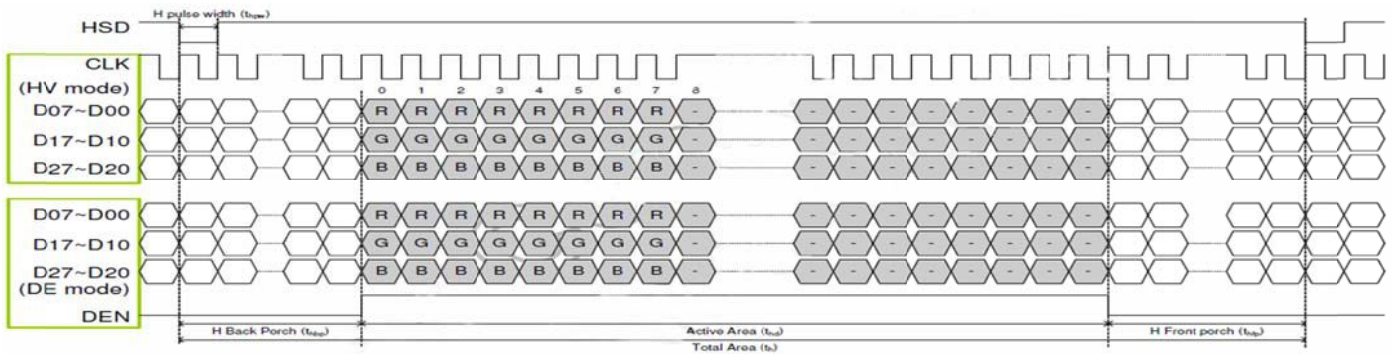 H pulse width (thpw)
HSD
CLK
(HV mode)
0 1 2 3 4 5 6 7 8
D07~D00 R R R R R R R R - - - - - - - - -
D17~D10 G G G G G G G G - - - - - - - - -
D27~D20 B B B B B B B B - - - - - - - - -
D07~D00 R R R R R R R R - - - - - - - - -
D17~D10 G G G G G G G G - - - - - - - - -
D27~D20 B B B B B B B B - - - - - - - - -
(DE mode)
DEN
H Back Porch (thbp) Active Area (thd) H Front porch (thfp)
Total Area (th)